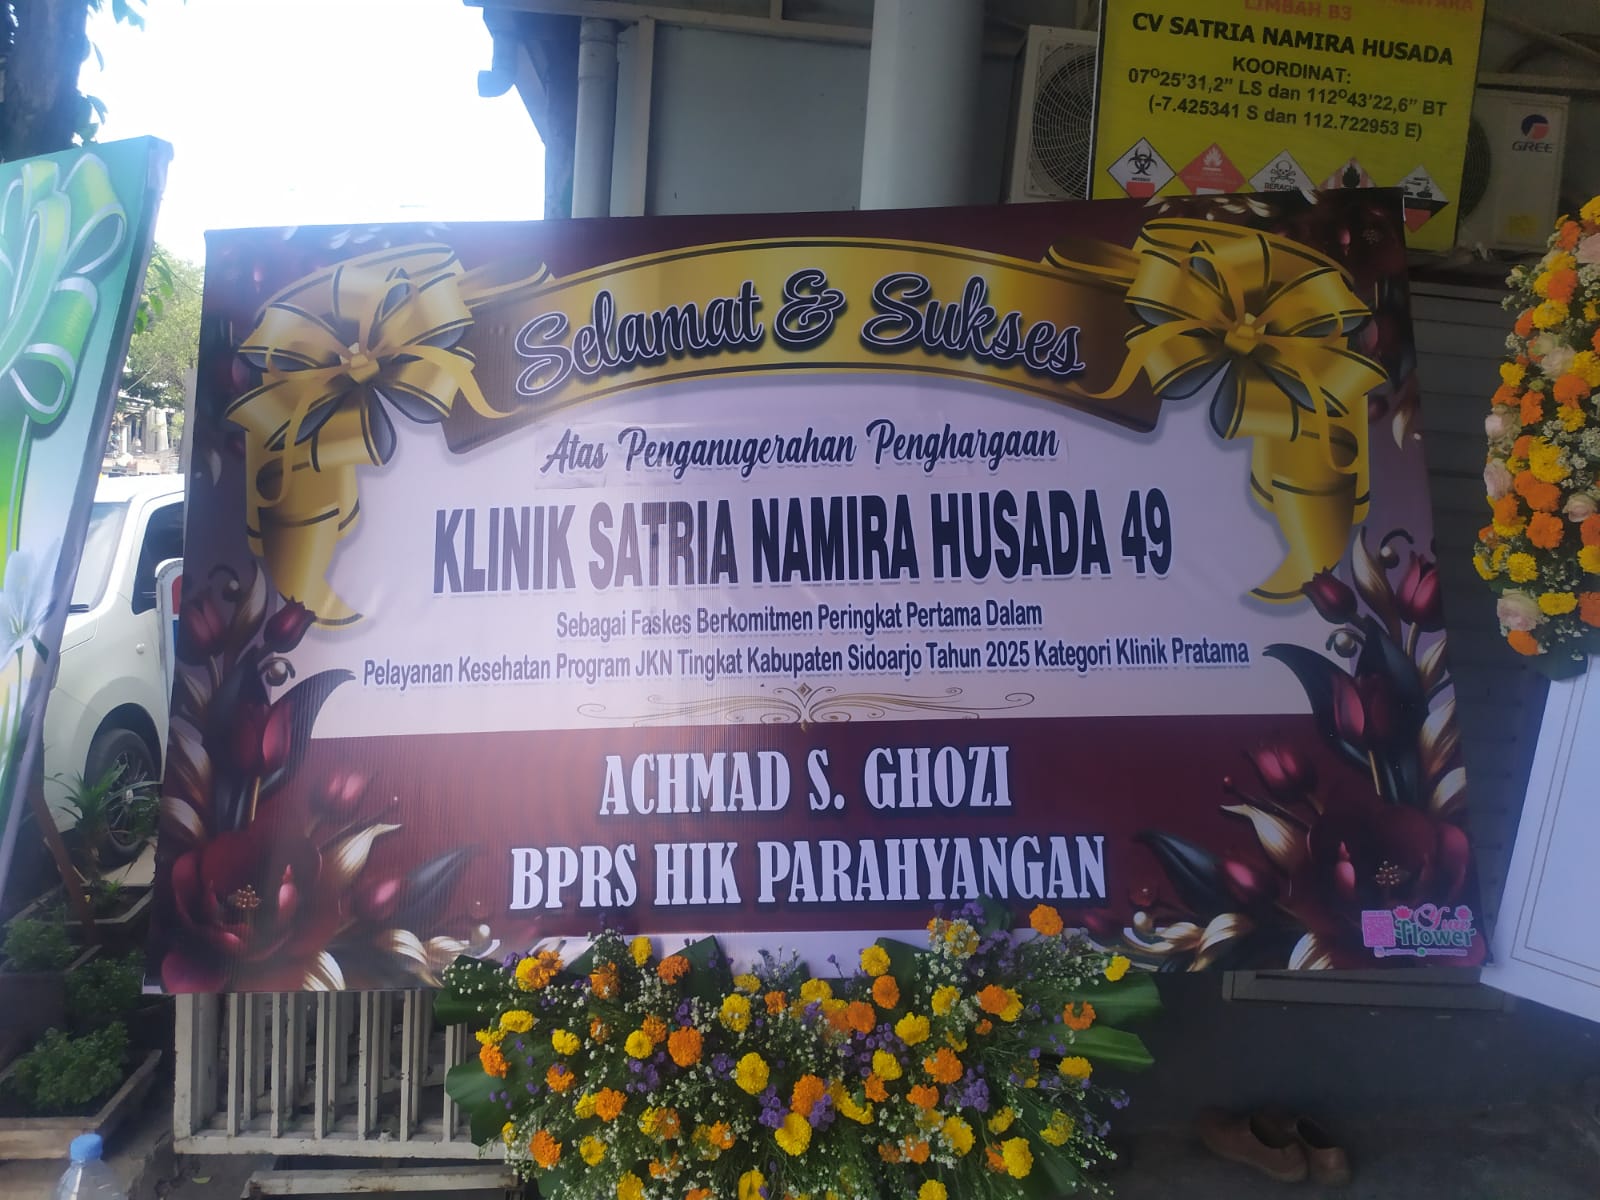 LIMBAH B3
CV SATRIA NAMIRA HUSADA
KOORDINAT:
07°25'31,2" LS dan 112°43'22,6" BT
(-7.425341 S dan 112.722953 E)
GREE
Selamat & Sukses
Atas Penganugerahan Penghargaan
KLINIK SATRIA NAMIRA HUSADA 49
Sebagai Faskes Berkomitmen Peringkat Pertama Dalam
Pelayanan Kesehatan Program JKN Tingkat Kabupaten Sidoarjo Tahun 2025 Kategori Klinik Pratama
ACHMAD S. GHOZI
BPRS HIK PARAHYANGAN
flower